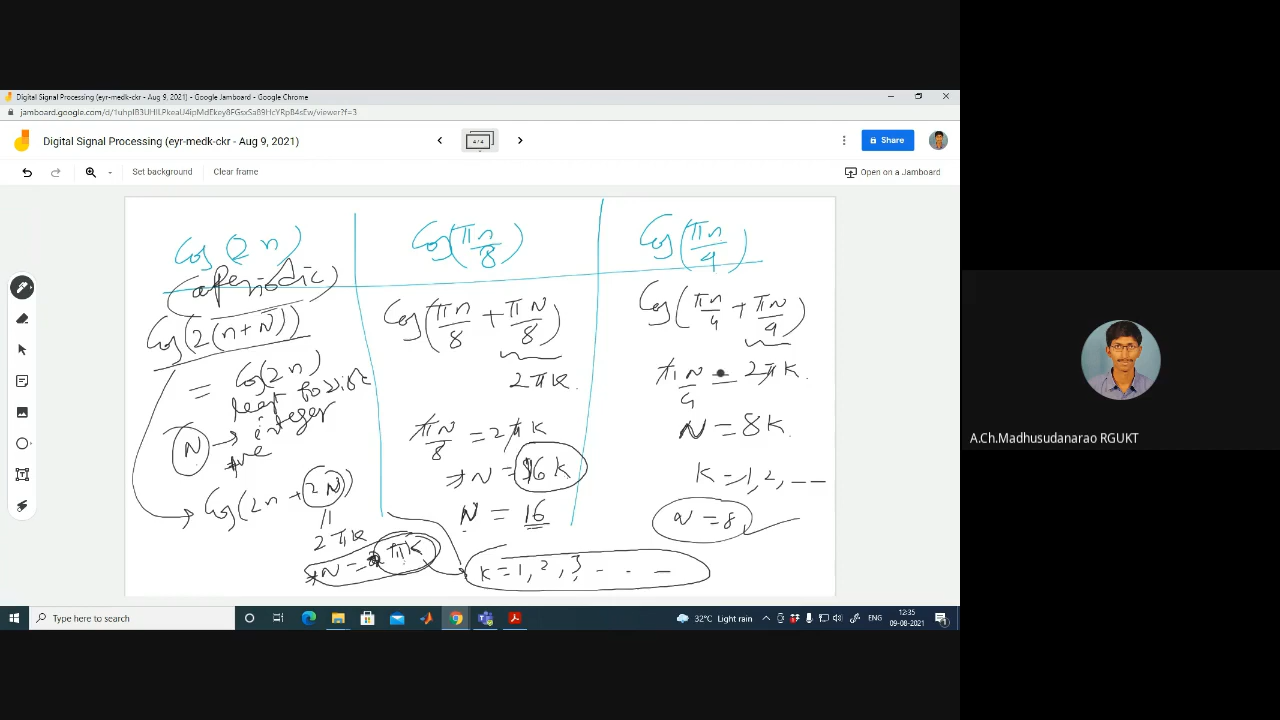 Digital Signal Processing (eyr-medk-ckr - Aug 9, 2021) - Google Jamboard - Google Chrome
Digital Signal Processing (eyr-medk-ckr - Aug 9, 2021)
4/4
Share
Set background
Clear frame
Open on a Jamboard
Cos(2n)
(aperiodic)
Cos(2(n+N))
= Cos(2n)
least positive
N → integer
+ve
Cos(2n + 2N)
11
2πK
N = πK
Cos(πn/8)
Cos(πn/8 + πN/8)
2πK.
πN/8 = 2πK
N = 16K
N = 16
K = 1, 2, 3, - - - —
Cos(πn/4)
Cos(πn/4 + πN/4)
πN/4 = 2πK.
N = 8K.
K = 1, 2, — —
N = 8
A.Ch.Madhusudanarao RGUKT
Type here to search
32°C Light rain
ENG
12:35
09-08-2021